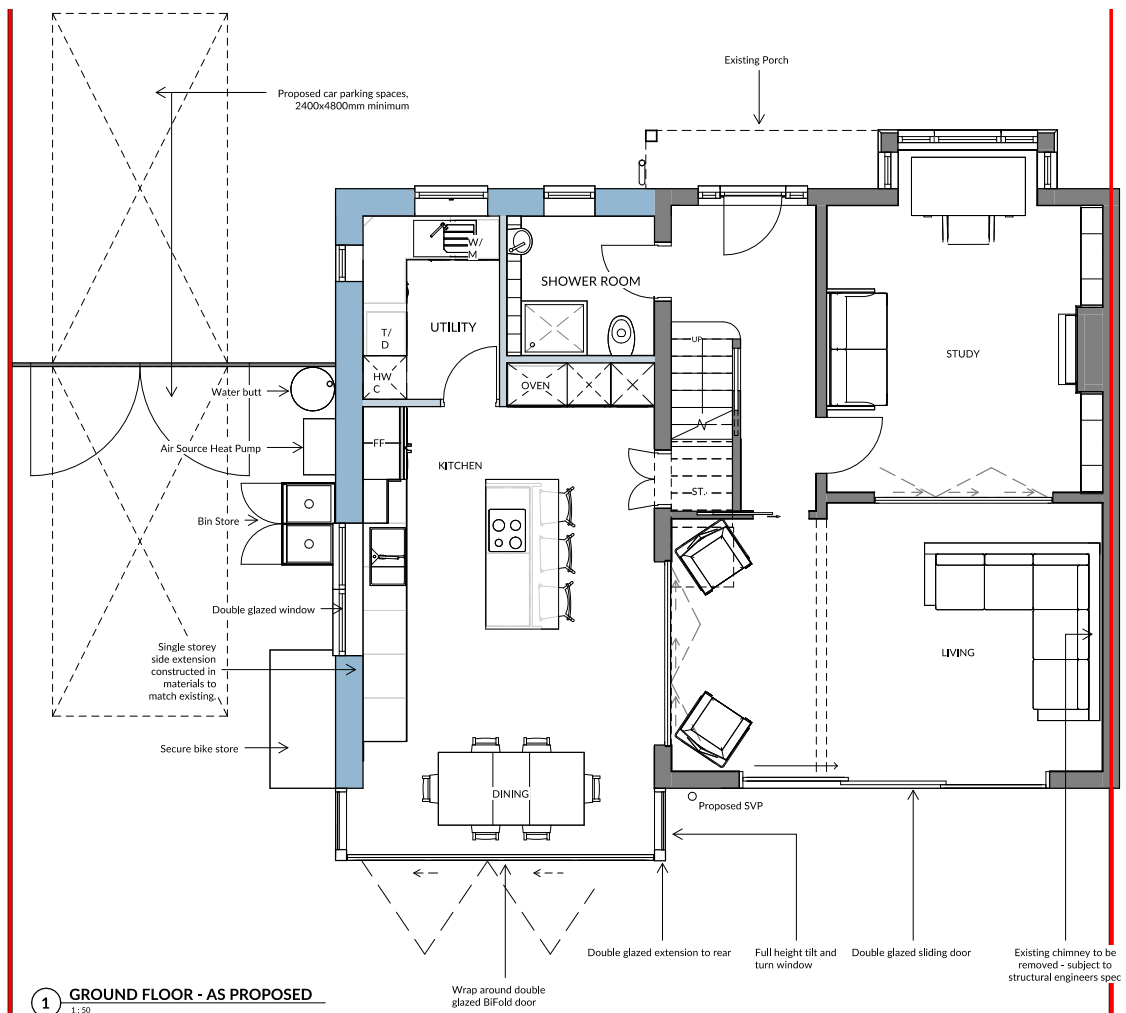 Existing Porch
Proposed car parking spaces,
2400x4800mm minimum
W/
M
SHOWER ROOM
UTILITY
T/
D
UP
STUDY
HW
C
OVEN
Water butt
FF
Air Source Heat Pump
KITCHEN
ST.
Bin Store
Double glazed window
Single storey
side extension
constructed in
materials to
match existing.
LIVING
Secure bike store
DINING
Proposed SVP
Double glazed extension to rear
Full height tilt and
turn window
Double glazed sliding door
Existing chimney to be
removed - subject to
structural engineers spec
Wrap around double
glazed BiFold door
1
GROUND FLOOR - AS PROPOSED
1 : 50